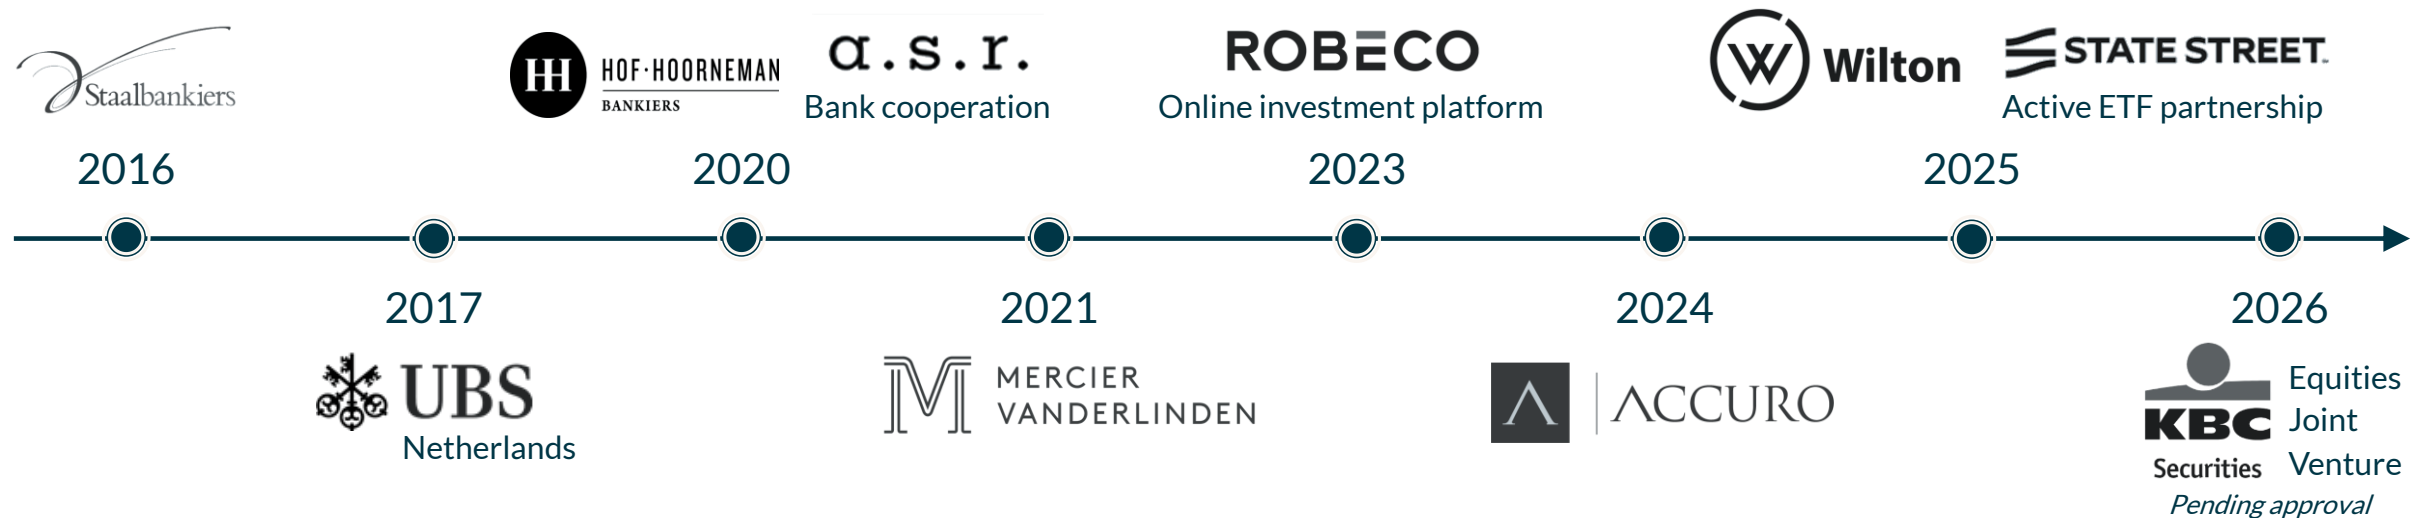 Staalbankiers
2016
UBS
Netherlands
2017
HH HOF·HOORNEMAN
BANKIERS
a.s.r.
Bank cooperation
2020
2021
MERCIER
VANDERLINDEN
ROBECO
Online investment platform
2023
2024
ACCURO
Wilton
STATE STREET
Active ETF partnership
2025
2026
KBC
Securities
Equities
Joint
Venture
Pending approval